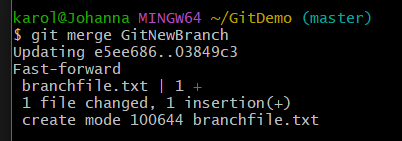 karol@Johanna MINGW64 ~/GitDemo (master)
$ git merge GitNewBranch
Updating e5ee686..03849c3
Fast-forward
 branchfile.txt | 1 +
 1 file changed, 1 insertion(+)
 create mode 100644 branchfile.txt